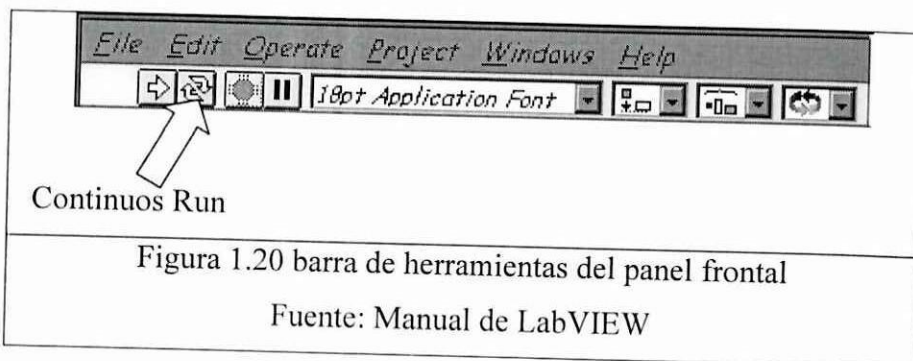 File Edit Operate Project Windows Help
18pt Application Font
Continuos Run
Figura 1.20 barra de herramientas del panel frontal
Fuente: Manual de LabVIEW